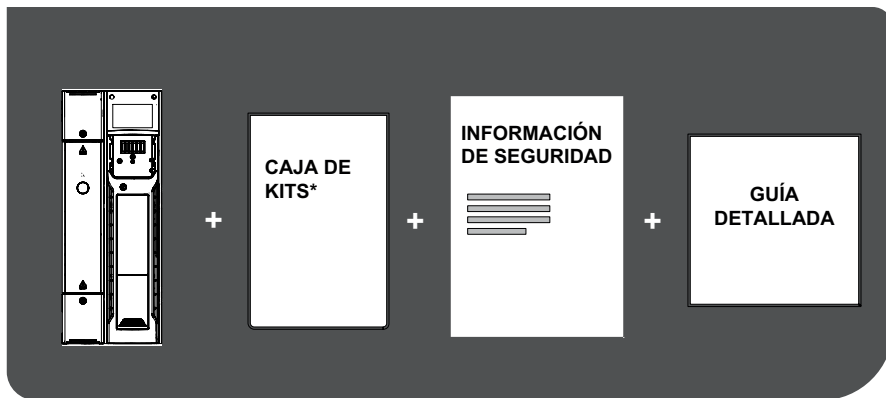 CAJA DE
KITS*
INFORMACIÓN
DE SEGURIDAD
GUÍA
DETALLADA
+
+
+